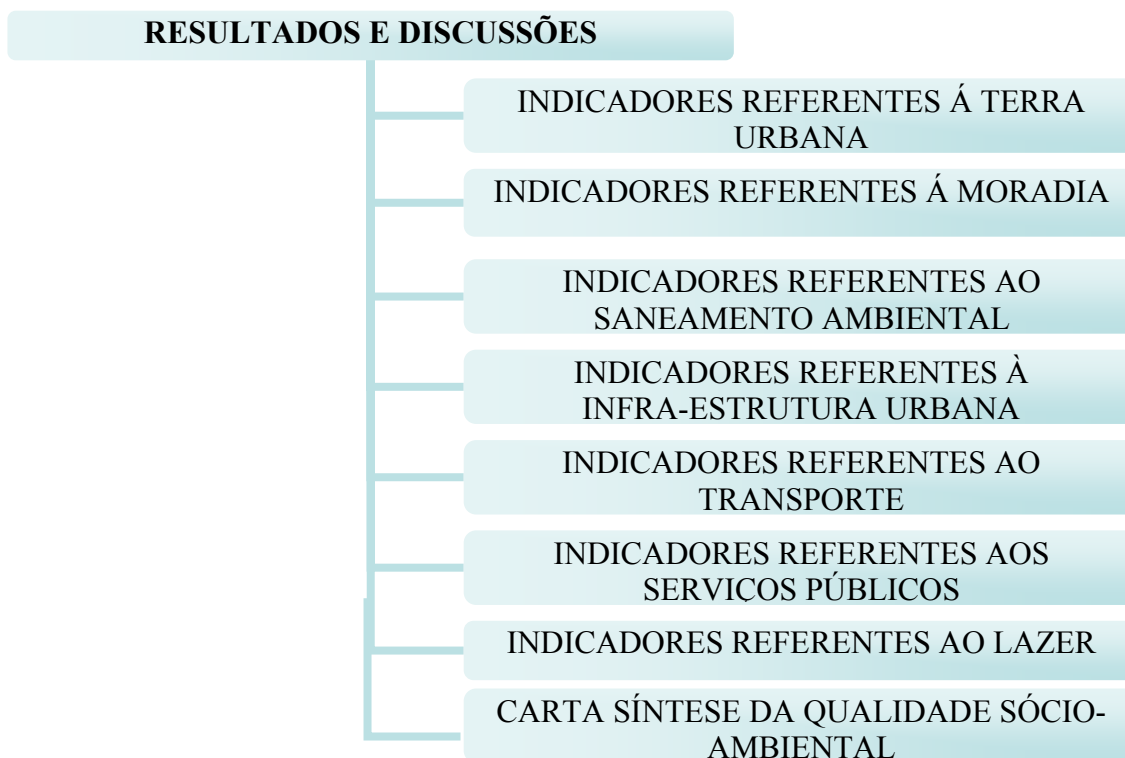 RESULTADOS E DISCUSSÕES
INDICADORES REFERENTES Á TERRA
URBANA
INDICADORES REFERENTES Á MORADIA
INDICADORES REFERENTES AO
SANEAMENTO AMBIENTAL
INDICADORES REFERENTES À
INFRA-ESTRUTURA URBANA
INDICADORES REFERENTES AO
TRANSPORTE
INDICADORES REFERENTES AOS
SERVIÇOS PÚBLICOS
INDICADORES REFERENTES AO LAZER
CARTA SÍNTESE DA QUALIDADE SÓCIO-
AMBIENTAL